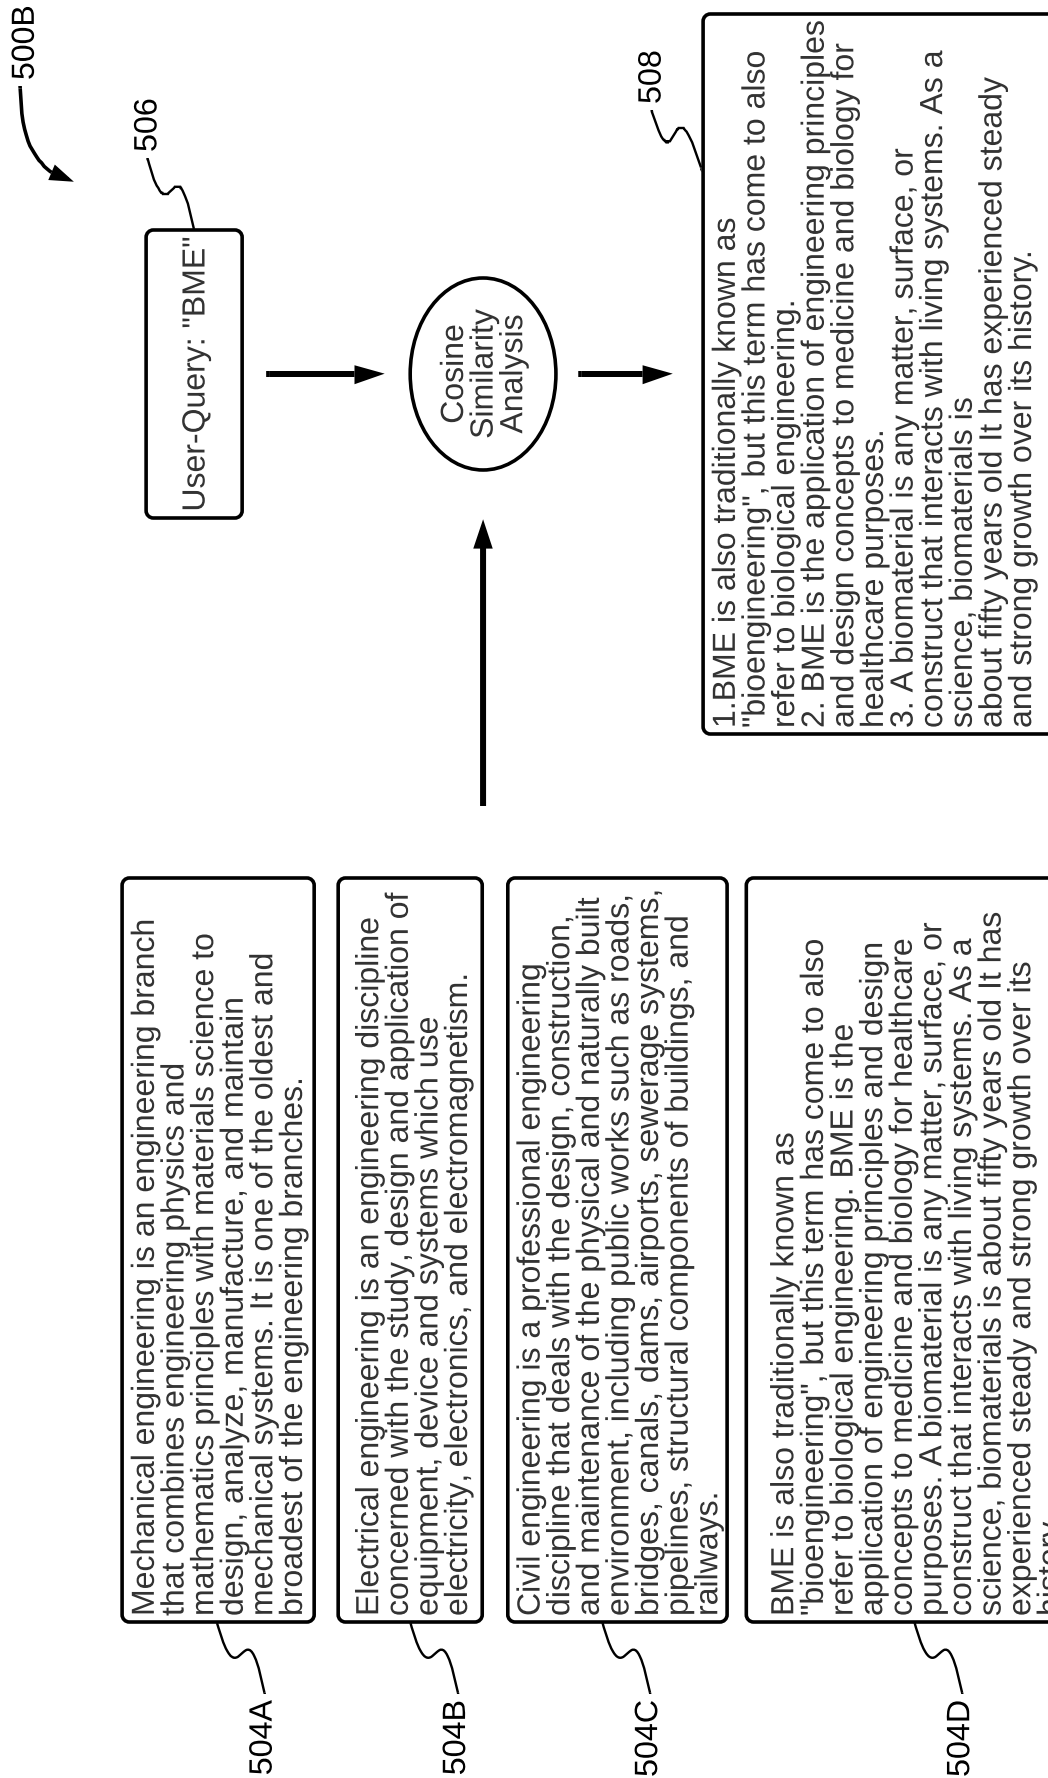 500B
504A
Mechanical engineering is an engineering branch
that combines engineering physics and
mathematics principles with materials science to
design, analyze, manufacture, and maintain
mechanical systems. It is one of the oldest and
broadest of the engineering branches.
504B
Electrical engineering is an engineering discipline
concerned with the study, design and application of
equipment, device and systems which use
electricity, electronics, and electromagnetism.
504C
Civil engineering is a professional engineering
discipline that deals with the design, construction,
and maintenance of the physical and naturally built
environment, including public works such as roads,
bridges, canals, dams, airports, sewerage systems,
pipelines, structural components of buildings, and
railways.
504D
BME is also traditionally known as
"bioengineering", but this term has come to also
refer to biological engineering. BME is the
application of engineering principles and design
concepts to medicine and biology for healthcare
purposes. A biomaterial is any matter, surface, or
construct that interacts with living systems. As a
science, biomaterials is about fifty years old It has
experienced steady and strong growth over its
history.
506
User-Query: "BME"
Cosine
Similarity
Analysis
508
1.BME is also traditionally known as
"bioengineering", but this term has come to also
refer to biological engineering.
2. BME is the application of engineering principles
and design concepts to medicine and biology for
healthcare purposes.
3. A biomaterial is any matter, surface, or
construct that interacts with living systems. As a
science, biomaterials is
about fifty years old It has experienced steady
and strong growth over its history.